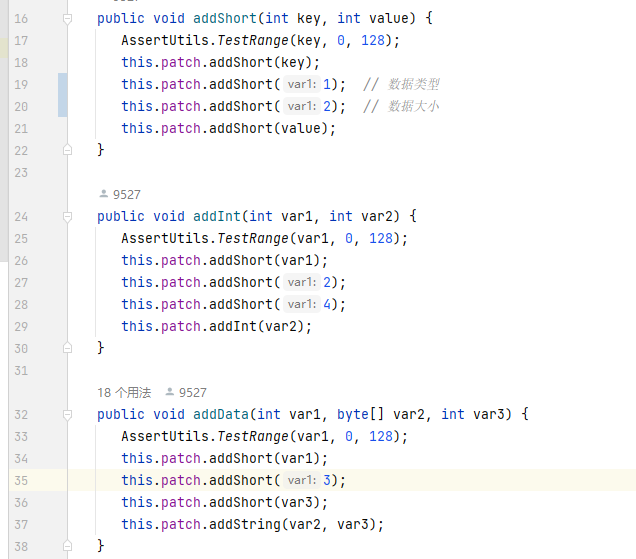 16 public void addShort(int key, int value) {
17 AssertUtils.TestRange(key, 0, 128);
18 this.patch.addShort(key);
19 this.patch.addShort( var1: 1);  // 数据类型
20 this.patch.addShort( var1: 2);  // 数据大小
21 this.patch.addShort(value);
22 }
23
9527
24 public void addInt(int var1, int var2) {
25 AssertUtils.TestRange(var1, 0, 128);
26 this.patch.addShort(var1);
27 this.patch.addShort( var1: 2);
28 this.patch.addShort( var1: 4);
29 this.patch.addInt(var2);
30 }
31
18 个用法 9527
32 public void addData(int var1, byte[] var2, int var3) {
33 AssertUtils.TestRange(var1, 0, 128);
34 this.patch.addShort(var1);
35 this.patch.addShort( var1: 3);
36 this.patch.addShort(var3);
37 this.patch.addString(var2, var3);
38 }